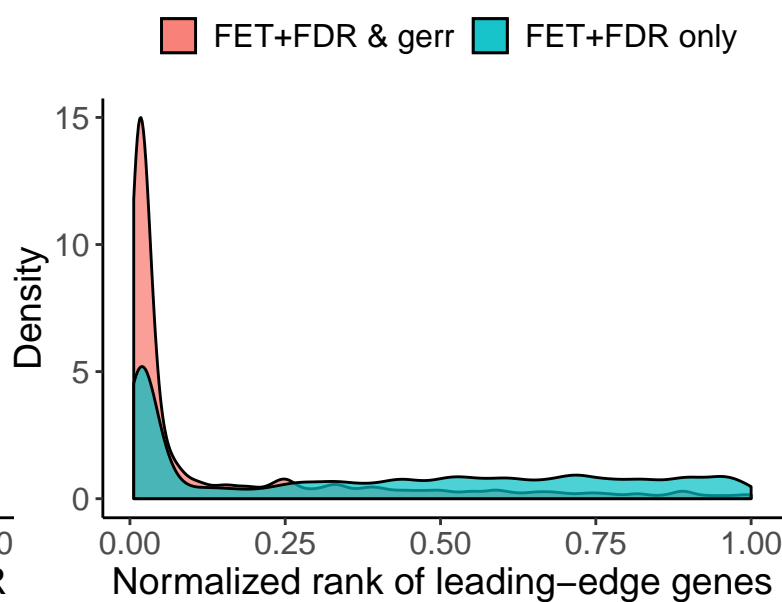 FET+FDR & gerr FET+FDR only
15
10
5
0
Density
0.00 0.25 0.50 0.75 1.00
Normalized rank of leading−edge genes
0
R